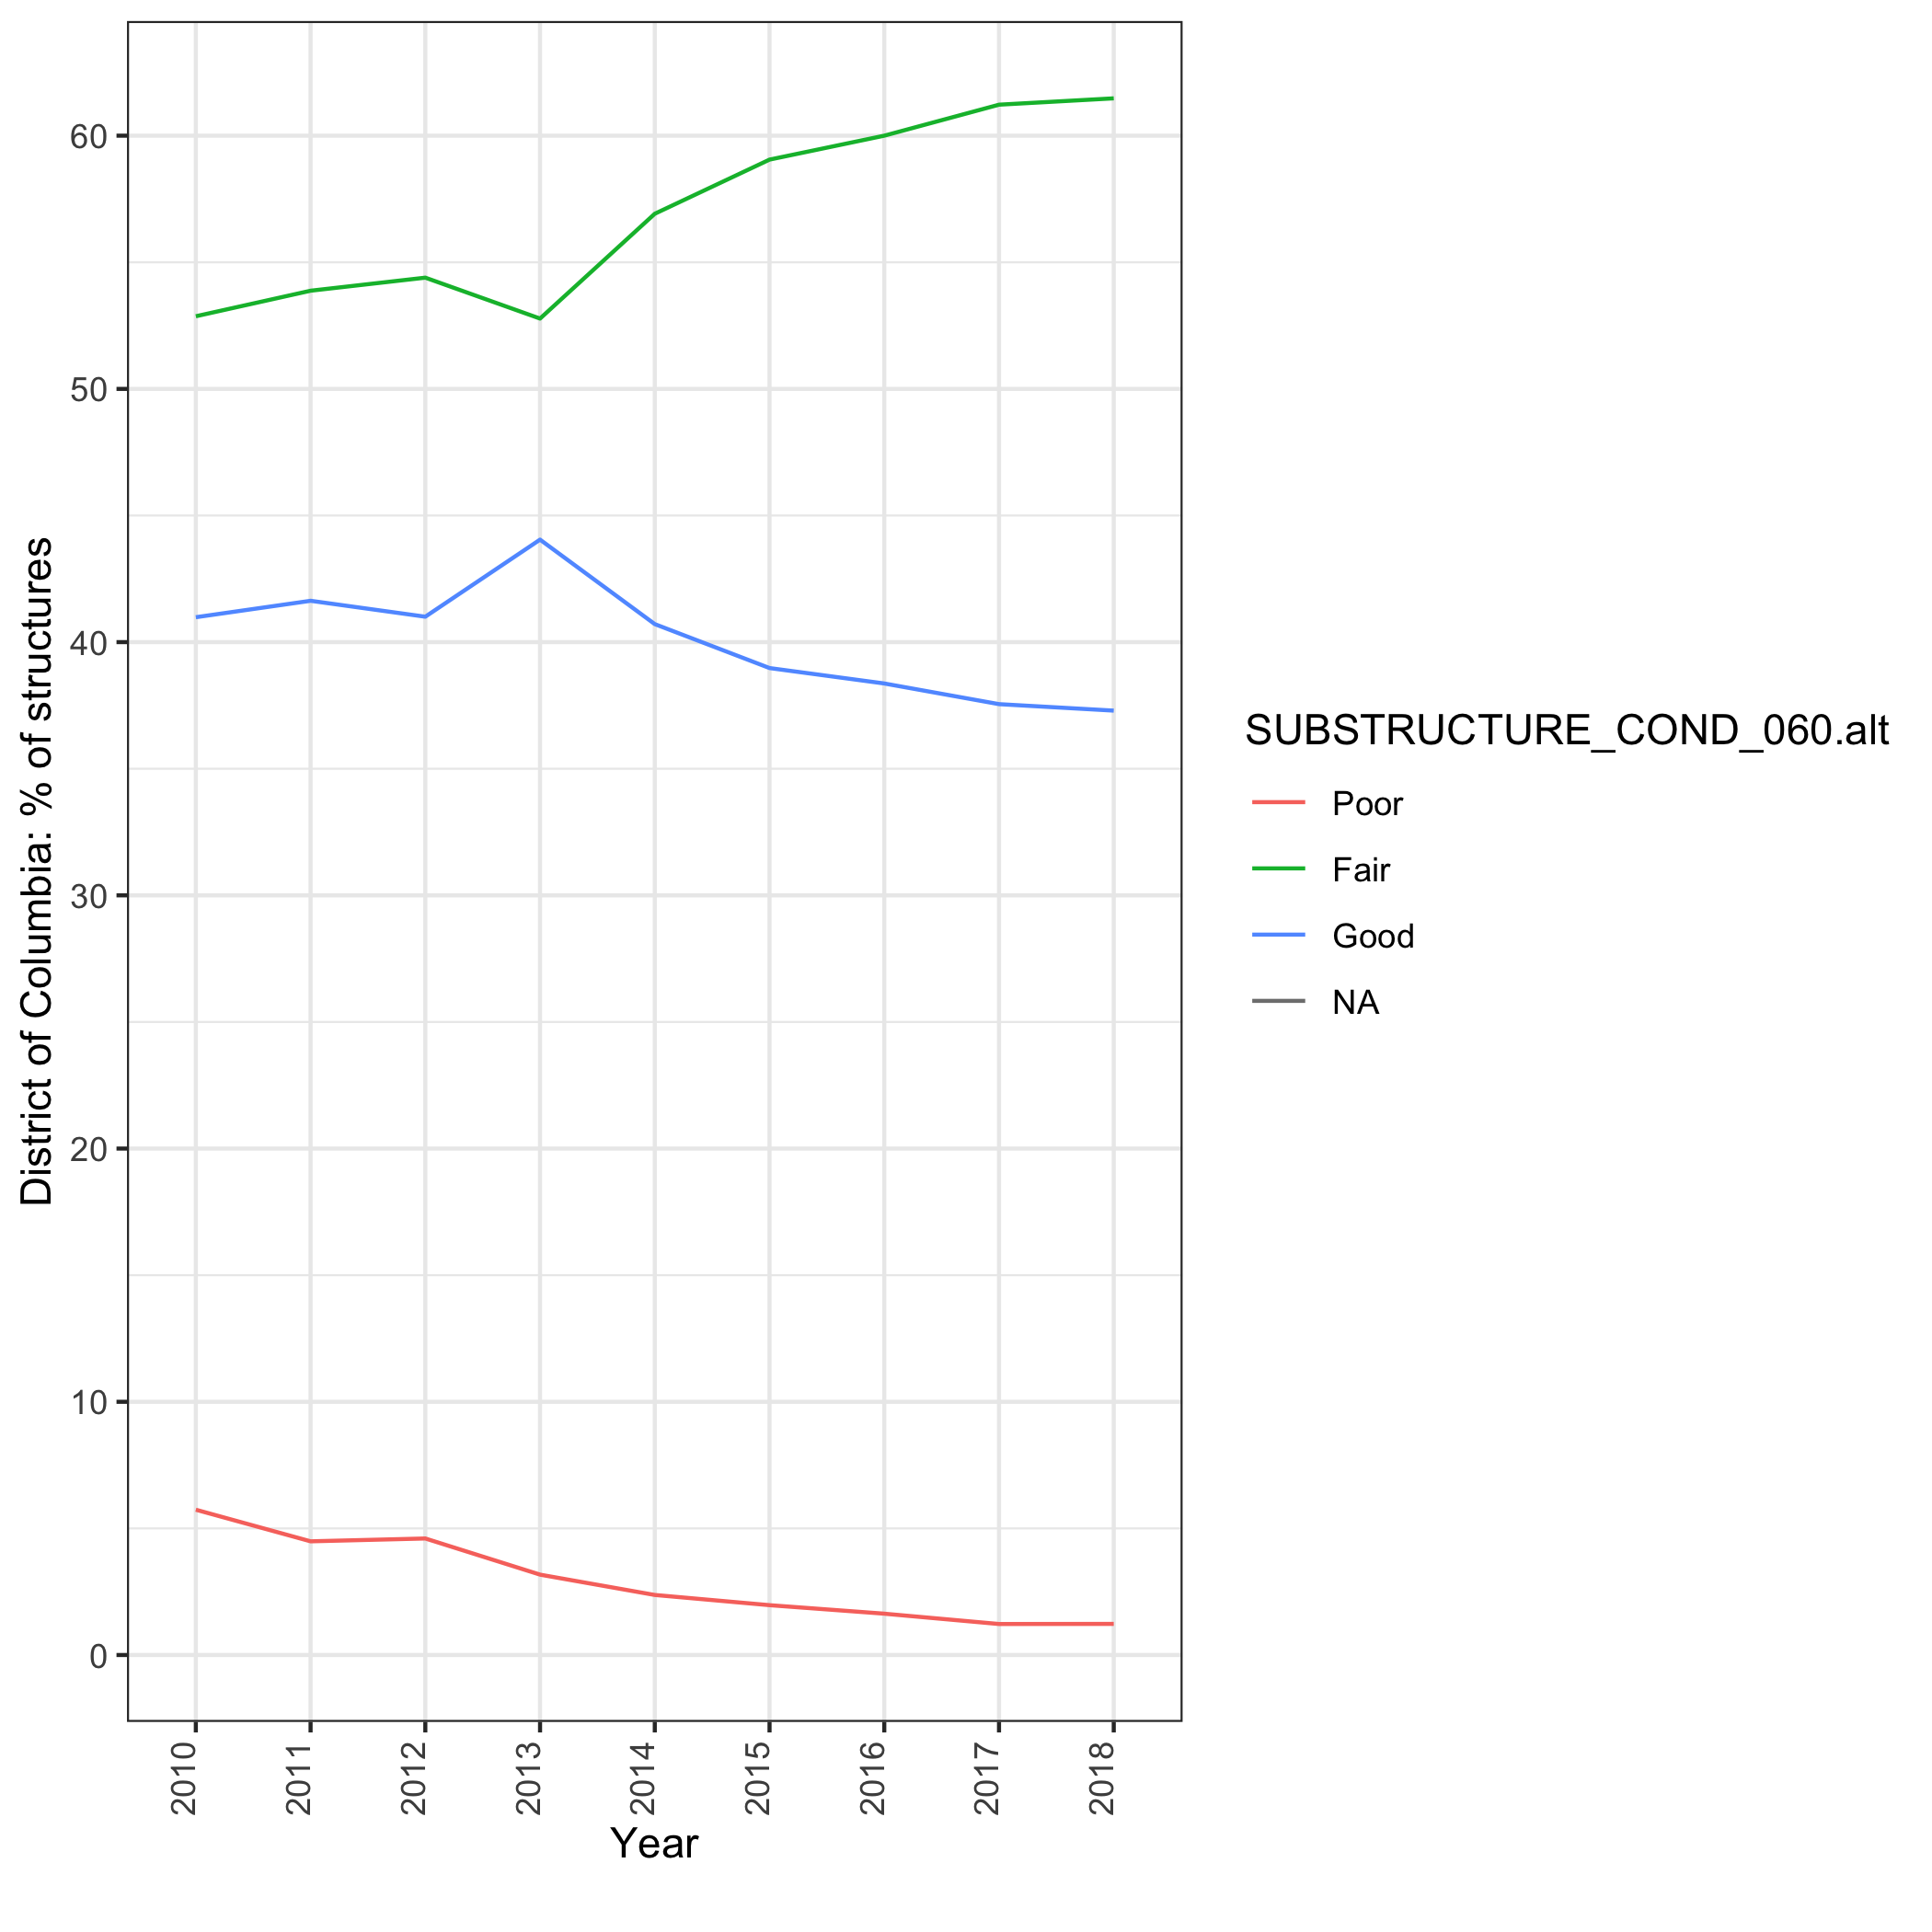 District of Columbia: % of structures
60
50
40
30
20
10
0
2010
2011
2012
2013
2014
2015
2016
2017
2018
Year
SUBSTRUCTURE_COND_060.alt
Poor
Fair
Good
NA